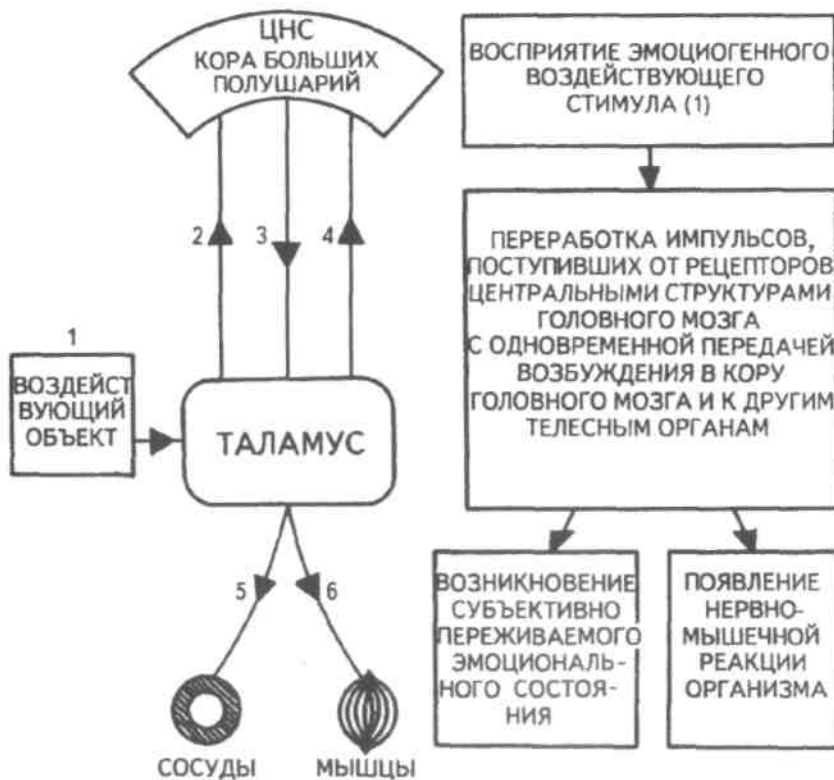 ЦНС
КОРА БОЛЬШИХ
ПОЛУШАРИЙ
2
3
4
1
ВОЗДЕЙСТ
ВУЮЩИЙ
ОБЪЕКТ
ТАЛАМУС
5
6
СОСУДЫ
МЫШЦЫ
ВОСПРИЯТИЕ ЭМОЦИОГЕННОГО
ВОЗДЕЙСТВУЮЩЕГО
СТИМУЛА (1)
ПЕРЕРАБОТКА ИМПУЛЬСОВ,
ПОСТУПИВШИХ ОТ РЕЦЕПТОРОВ
ЦЕНТРАЛЬНЫМИ СТРУКТУРАМИ
ГОЛОВНОГО МОЗГА
С ОДНОВРЕМЕННОЙ ПЕРЕДАЧЕЙ
ВОЗБУЖДЕНИЯ В КОРУ
ГОЛОВНОГО МОЗГА И К ДРУГИМ
ТЕЛЕСНЫМ ОРГАНАМ
ВОЗНИКНОВЕНИЕ
СУБЪЕКТИВНО
ПЕРЕЖИВАЕМОГО
ЭМОЦИОНАЛЬ-
НОГО СОСТОЯ-
НИЯ
ПОЯВЛЕНИЕ
НЕРВНО-
МЫШЕЧНОЙ
РЕАКЦИИ
ОРГАНИЗМА